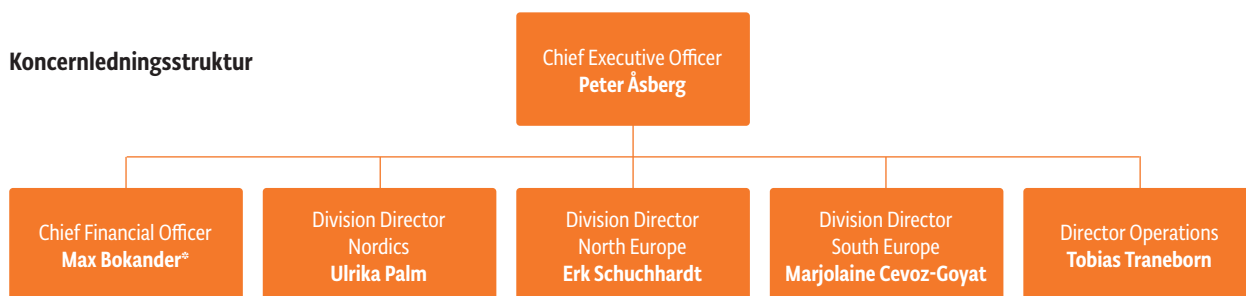 Koncernledningsstruktur
Chief Executive Officer
Peter Åsberg
Chief Financial Officer
Max Bokander*
Division Director
Nordics
Ulrika Palm
Division Director
North Europe
Erk Schuchhardt
Division Director
South Europe
Marjolaine Cevoz-Goyat
Director Operations
Tobias Traneborn